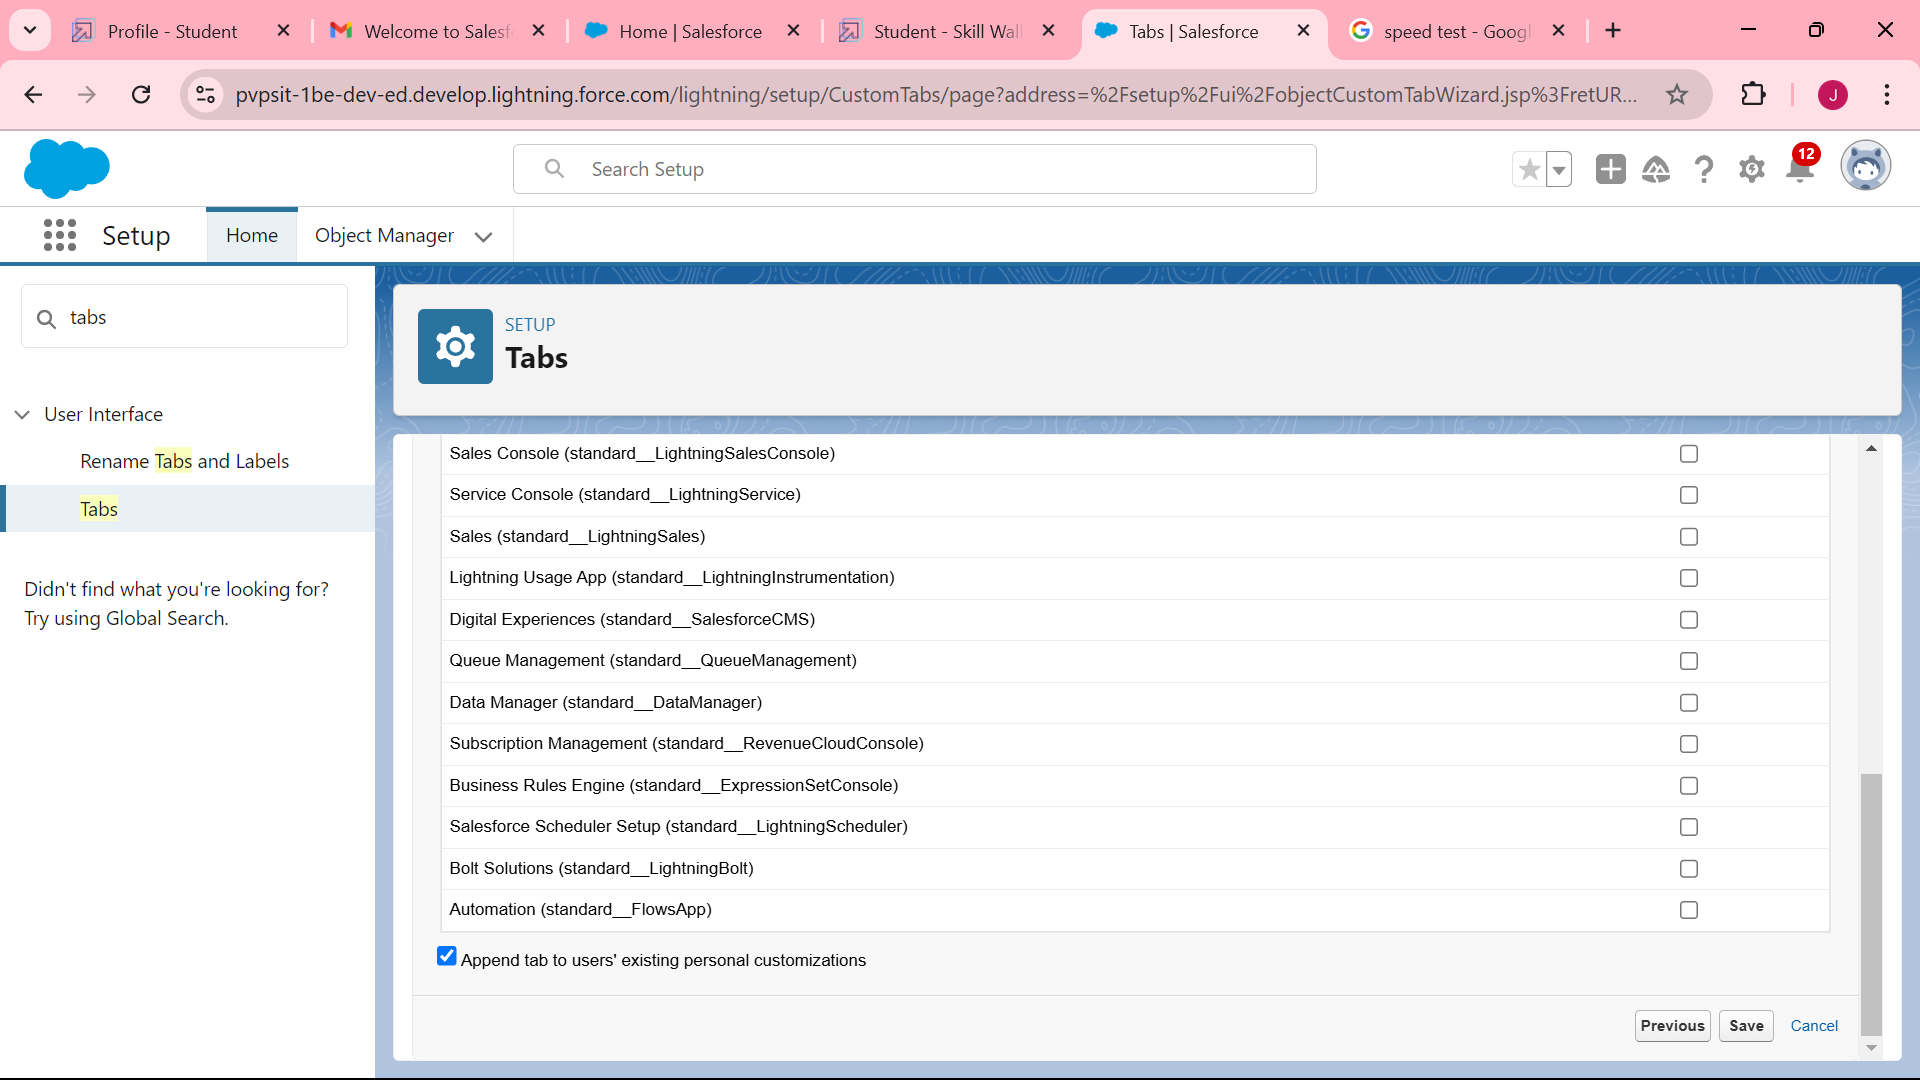 Profile - Student
Welcome to Salesf
Home | Salesforce
Student - Skill Wall
Tabs | Salesforce
speed test - Googl
pvpsit-1be-dev-ed.develop.lightning.force.com/lightning/setup/CustomTabs/page?address=%2Fsetup%2Fui%2FobjectCustomTabWizard.jsp%3FretUR...
J
Search Setup
12
Setup
Home
Object Manager
tabs
User Interface
Rename Tabs and Labels
Tabs
Didn't find what you're looking for?
Try using Global Search.
SETUP
Tabs
Sales Console (standard__LightningSalesConsole)
Service Console (standard__LightningService)
Sales (standard__LightningSales)
Lightning Usage App (standard__LightningInstrumentation)
Digital Experiences (standard__SalesforceCMS)
Queue Management (standard__QueueManagement)
Data Manager (standard__DataManager)
Subscription Management (standard__RevenueCloudConsole)
Business Rules Engine (standard__ExpressionSetConsole)
Salesforce Scheduler Setup (standard__LightningScheduler)
Bolt Solutions (standard__LightningBolt)
Automation (standard__FlowsApp)
Append tab to users' existing personal customizations
Previous
Save
Cancel